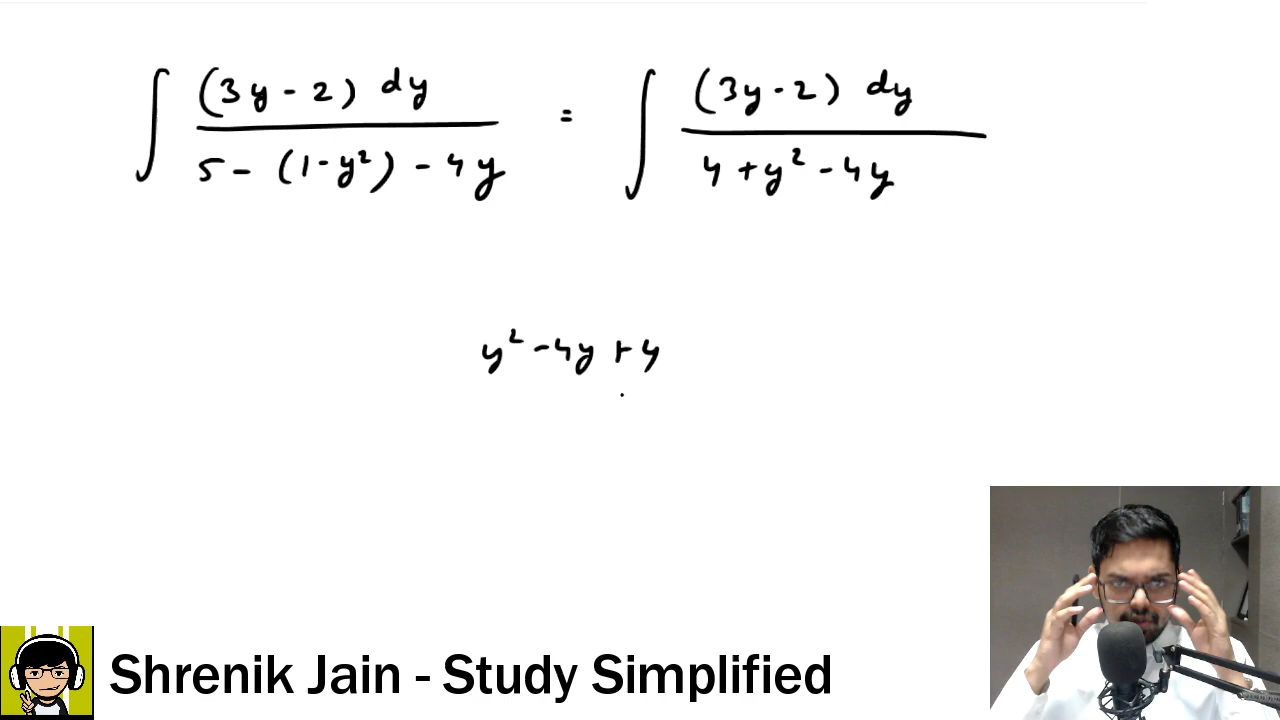 ∫ (3y - 2) dy / 5 - (1 - y²) - 4y = ∫ (3y - 2) dy / 4 + y² - 4y
y² - 4y + 4
Shrenik Jain - Study Simplified